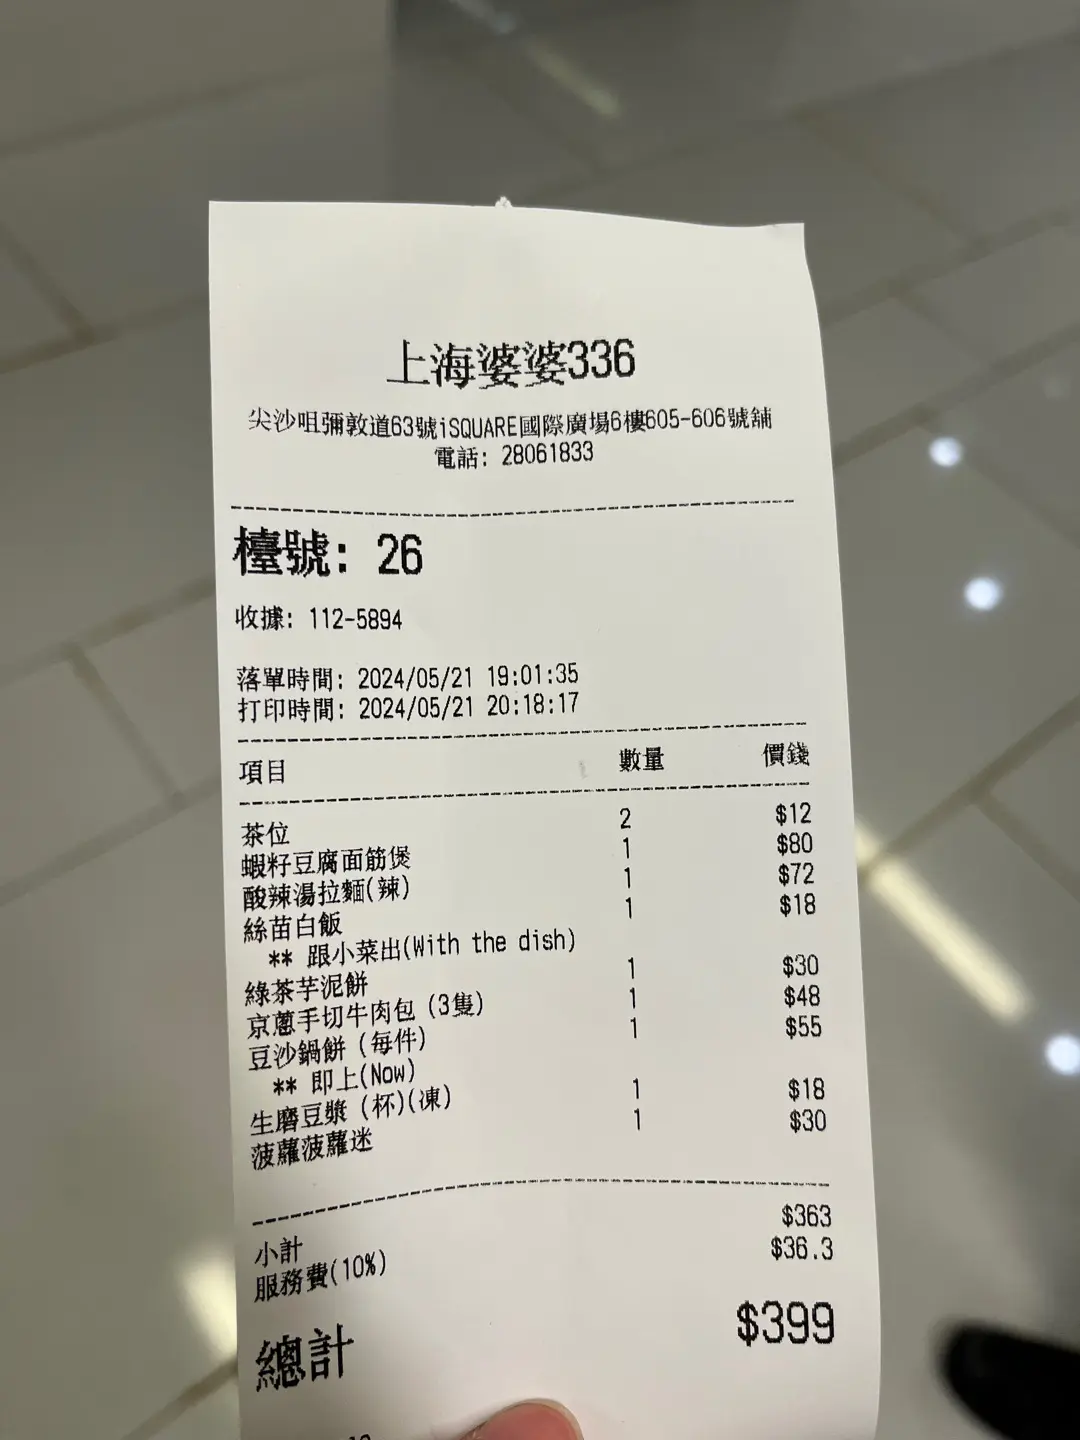 上海婆婆336
尖沙咀彌敦道63號iSQUARE國際廣場6樓605-606號舖
電話: 28061833
檯號: 26
收據: 112-5894
落單時間: 2024/05/21 19:01:35
打印時間: 2024/05/21 20:18:17
項目 數量 價錢
茶位 2 $12
蝦籽豆腐面筋煲 1 $80
酸辣湯拉麵(辣) 1 $72
絲苗白飯 1 $18
** 跟小菜出(With the dish)
綠茶芋泥餅 1 $30
京蔥手切牛肉包 (3隻) 1 $48
豆沙鍋餅 (每件) 1 $55
** 即上(Now)
生磨豆漿 (杯)(凍) 1 $18
菠蘿菠蘿迷 1 $30
小計 $363
服務費(10%) $36.3
總計 $399